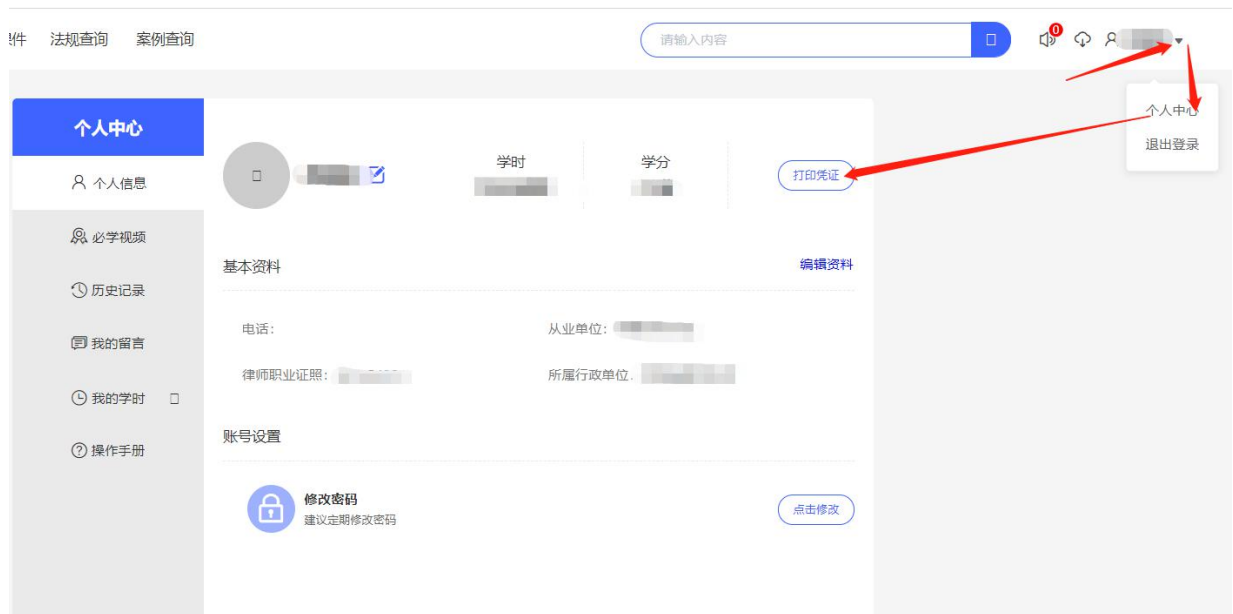 件 法规查询 案例查询 请输入内容 0
个人中心
退出登录
个人中心
个人信息
必学视频
历史记录
我的留言
我的学时
操作手册
学时 学分 打印凭证
基本资料 编辑资料
电话: 从业单位:
律师职业证照: 所属行政单位.
账号设置
修改密码
建议定期修改密码
点击修改